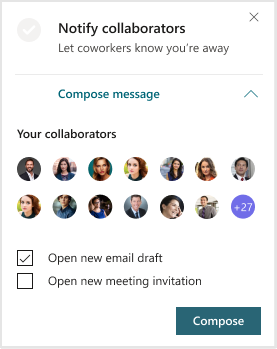 Notify collaborators
Let coworkers know you're away
Compose message
Your collaborators
+27
Open new email draft
Open new meeting invitation
Compose